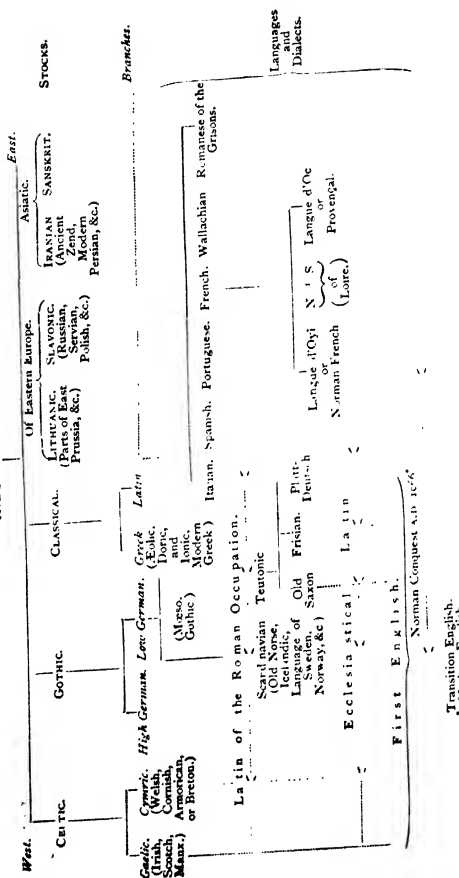 West.
East.
Of Eastern Europe.
Asiatic.
STOCKS.
CELTIC.
GOTHIC.
CLASSICAL.
LITHUANIC.
(Parts of East
Prussia, &c.)
SLAVONIC.
(Russian,
Servian,
Polish, &c.)
IRANIAN
(Ancient
Zend,
Modern
Persian, &c.)
SANSKRIT.
Branches.
Gaelic.
(Irish,
Scotch,
Manx.)
Cymric.
(Welsh,
Cornish,
Armorican,
or Breton.)
High German.
Low German.
(Mœso.
Gothic)
Greek
(Æolic,
Doric,
and
Ionic,
Modern
Greek)
Latin
Italian. Spanish. Portuguese. French. Wallachian Romanese of the
Grisons.
Languages
and
Dialects.
Latin of the Roman Occupation.
Scandinavian
(Old Norse,
Icelandic,
Language of
Sweden,
Norway, &c)
Teutonic
Old
Saxon
Frisian.
Platt-
Deutsch
Langue d'Oyl
or
Norman French
N S
of
(Loire.)
Langue d'Oc
or
Provençal.
Ecclesiastical Latin
First English.
Norman Conquest A.D. 1066
Transition English.